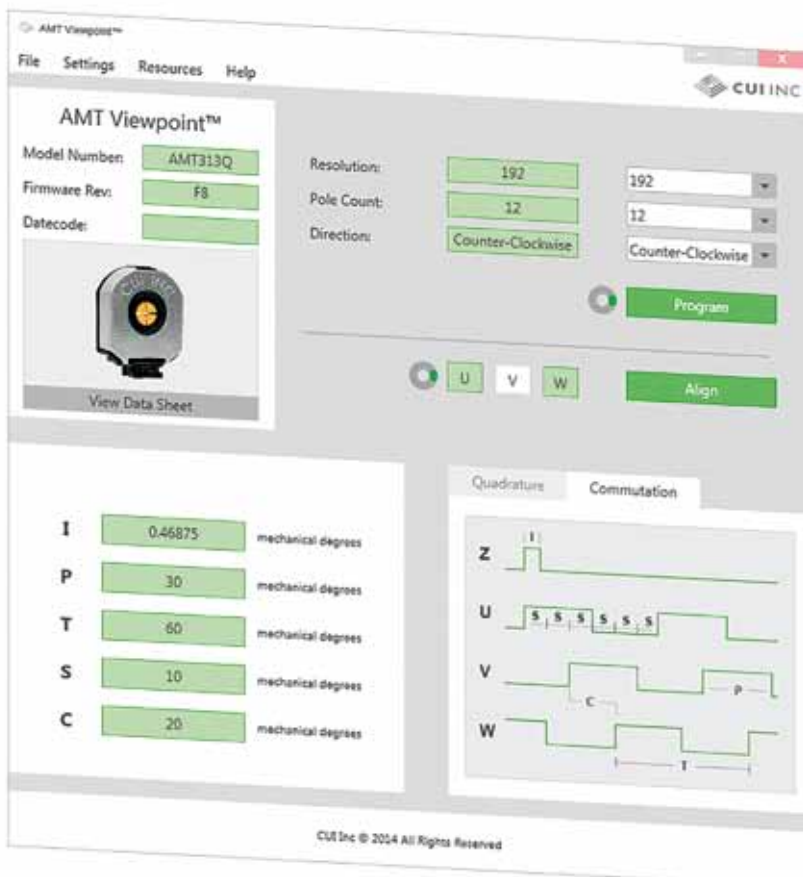 AMT Viewpoint™
File Settings Resources Help
CUI INC
AMT Viewpoint™
Model Number: AMT313Q
Firmware Rev: F8
Datecode:
CUI INC
View Data Sheet
Resolution: 192 192
Pole Count: 12 12
Direction: Counter-Clockwise Counter-Clockwise
Program
U V W Align
I 0.46875 mechanical degrees
P 30 mechanical degrees
T 60 mechanical degrees
S 10 mechanical degrees
C 20 mechanical degrees
Quadrature Commutation
Z I
U S S S S S S
V C P
W T
CUI Inc © 2014 All Rights Reserved